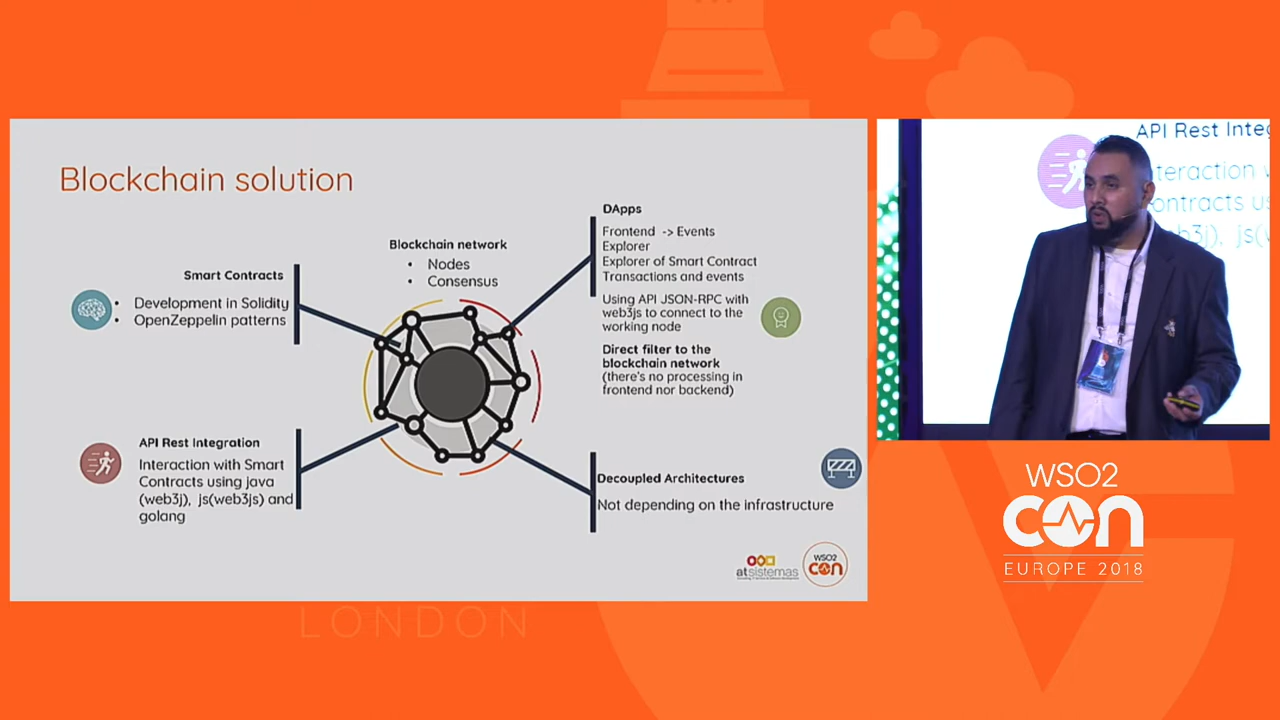 Blockchain solution
Smart Contracts
• Development in Solidity
• OpenZeppelin patterns
Blockchain network
• Nodes
• Consensus
DApps
Frontend -> Events
Explorer
Explorer of Smart Contract
Transactions and events
Using API JSON-RPC with
web3js to connect to the
working node
Direct filter to the
blockchain network
(there's no processing in
frontend nor backend)
API Rest Integration
Interaction with Smart
Contracts using java
(web3j), js(web3js) and
golang
Decoupled Architectures
Not depending on the infrastructure
atsistemas
WSO2
CON
API Rest Integ
nteraction
ontracts us
b3j), js(
WSO2
CON
EUROPE 2018
LONDON